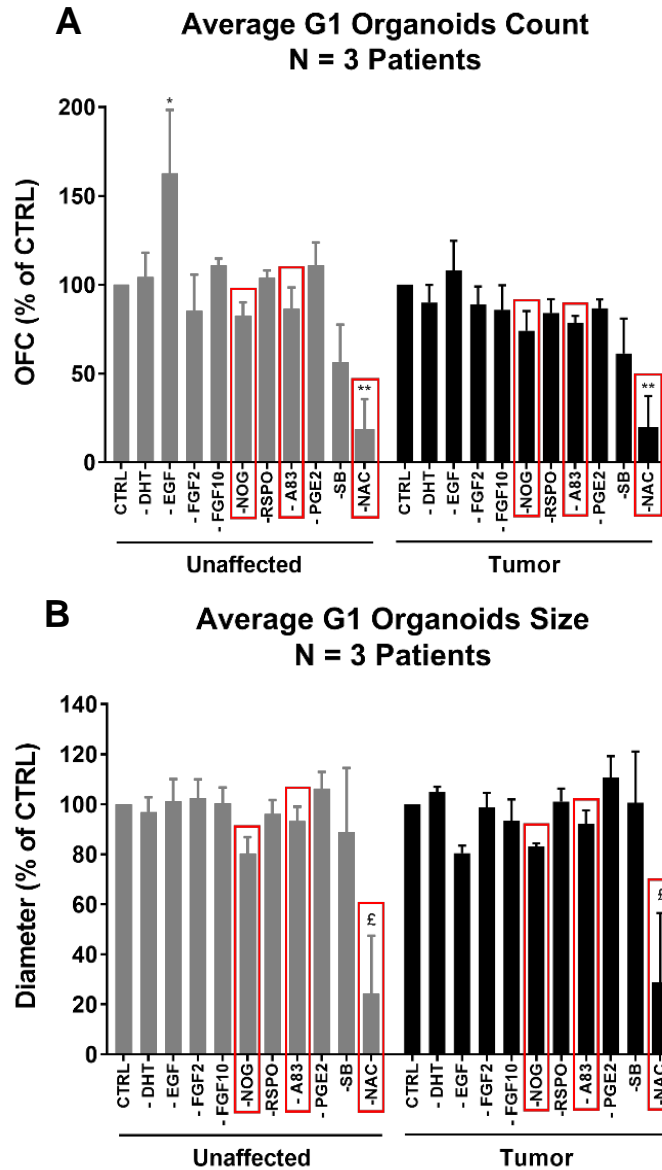 A
Average G1 Organoids Count
N = 3 Patients
OFC (% of CTRL)
200
150
100
50
0
*
**
**
CTRL
- DHT
- EGF
- FGF2
- FGF10
-NOG
-RSPO
- A83
- PGE2
-SB
-NAC
CTRL
- DHT
- EGF
- FGF2
- FGF10
-NOG
-RSPO
- A83
- PGE2
-SB
-NAC
Unaffected
Tumor
B
Average G1 Organoids Size
N = 3 Patients
Diameter (% of CTRL)
140
120
100
80
60
40
20
0
£
£
CTRL
- DHT
- EGF
- FGF2
- FGF10
-NOG
-RSPO
- A83
- PGE2
-SB
-NAC
CTRL
- DHT
- EGF
- FGF2
- FGF10
-NOG
-RSPO
- A83
- PGE2
-SB
-NAC
Unaffected
Tumor